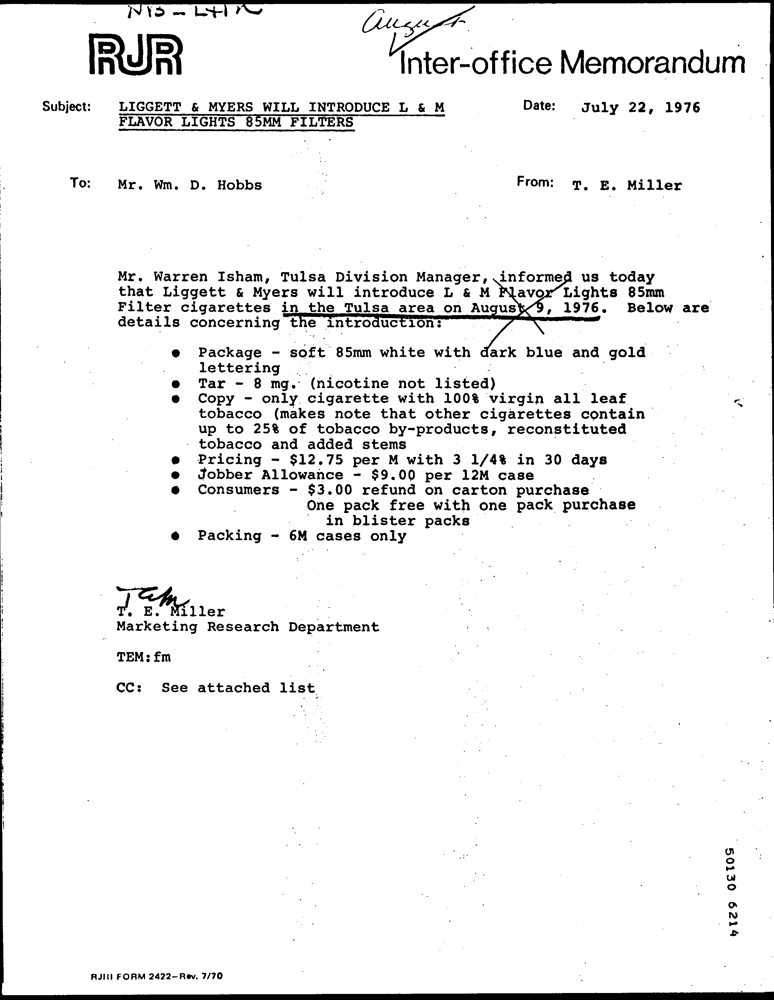 NIS - L+M
August
RJR
Inter-office Memorandum
Subject: LIGGETT & MYERS WILL INTRODUCE L & M
FLAVOR LIGHTS 85MM FILTERS
Date: July 22, 1976
To: Mr. Wm. D. Hobbs
From: T. E. Miller
Mr. Warren Isham, Tulsa Division Manager, informed us today
that Liggett & Myers will introduce L & M Flavor Lights 85mm
Filter cigarettes in the Tulsa area on August 9, 1976. Below are
details concerning the introduction:
● Package - soft 85mm white with dark blue and gold
lettering
● Tar - 8 mg. (nicotine not listed)
● Copy - only cigarette with 100% virgin all leaf
tobacco (makes note that other cigarettes contain
up to 25% of tobacco by-products, reconstituted
tobacco and added stems
● Pricing - $12.75 per M with 3 1/4% in 30 days
● Jobber Allowance - $9.00 per 12M case
● Consumers - $3.00 refund on carton purchase
One pack free with one pack purchase
in blister packs
● Packing - 6M cases only
TEM
T. E. Miller
Marketing Research Department
TEM:fm
CC: See attached list
50130 6214
RJRI FORM 2422-Rev. 7/70